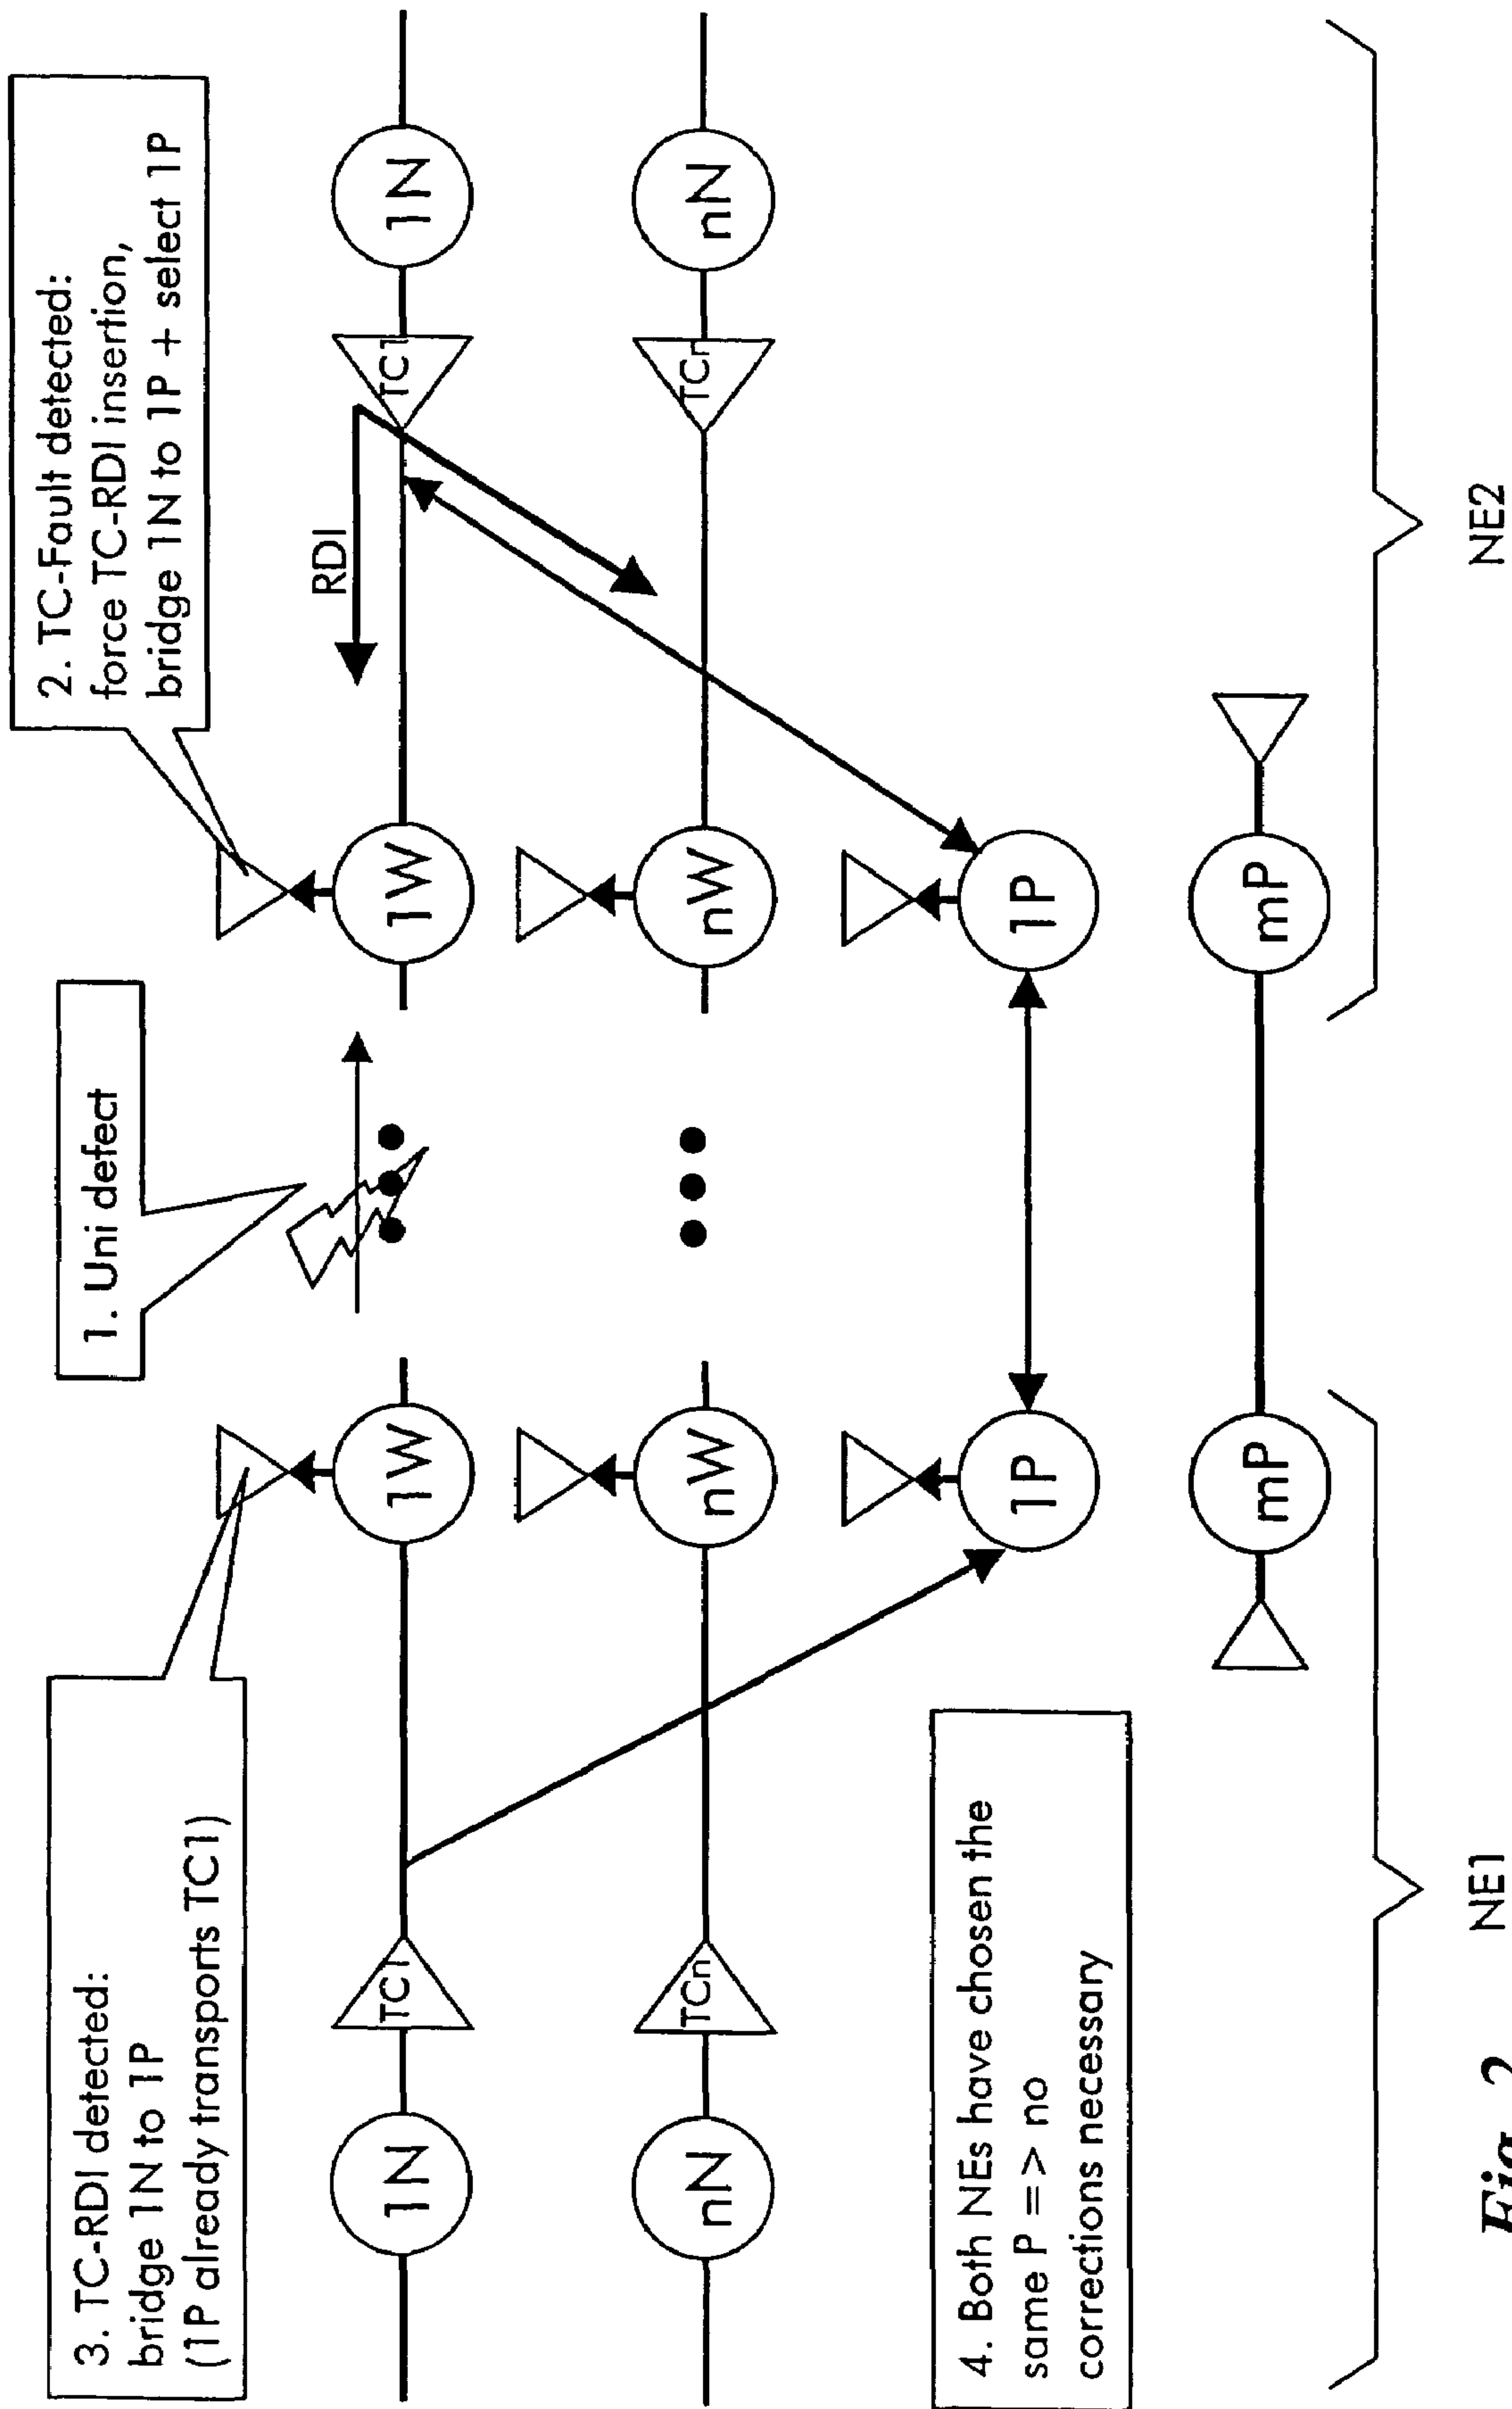 1. Uni defect
2. TC-Fault detected:
force TC-RDI insertion,
bridge 1N to 1P + select 1P
3. TC-RDI detected:
bridge 1N to 1P
(1P already transports TC1)
RDI
1N
TC1
1W
1W
TC1
1N
nN
TCn
nW
nW
TCn
nN
4. Both NEs have chosen the
same P = > no
corrections necessary
1P
1P
mP
mP
NE1
NE2
Fig. 2